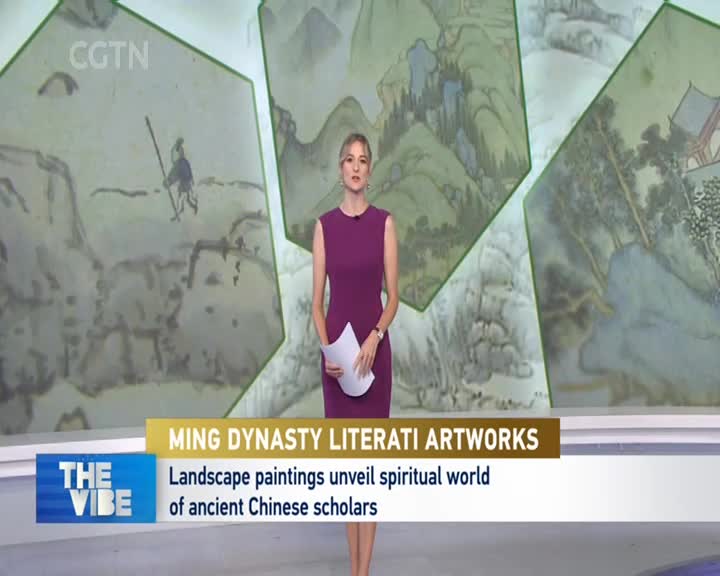 CGTN
MING DYNASTY LITERATI ARTWORKS
THE
VIBE
Landscape paintings unveil spiritual world
of ancient Chinese scholars